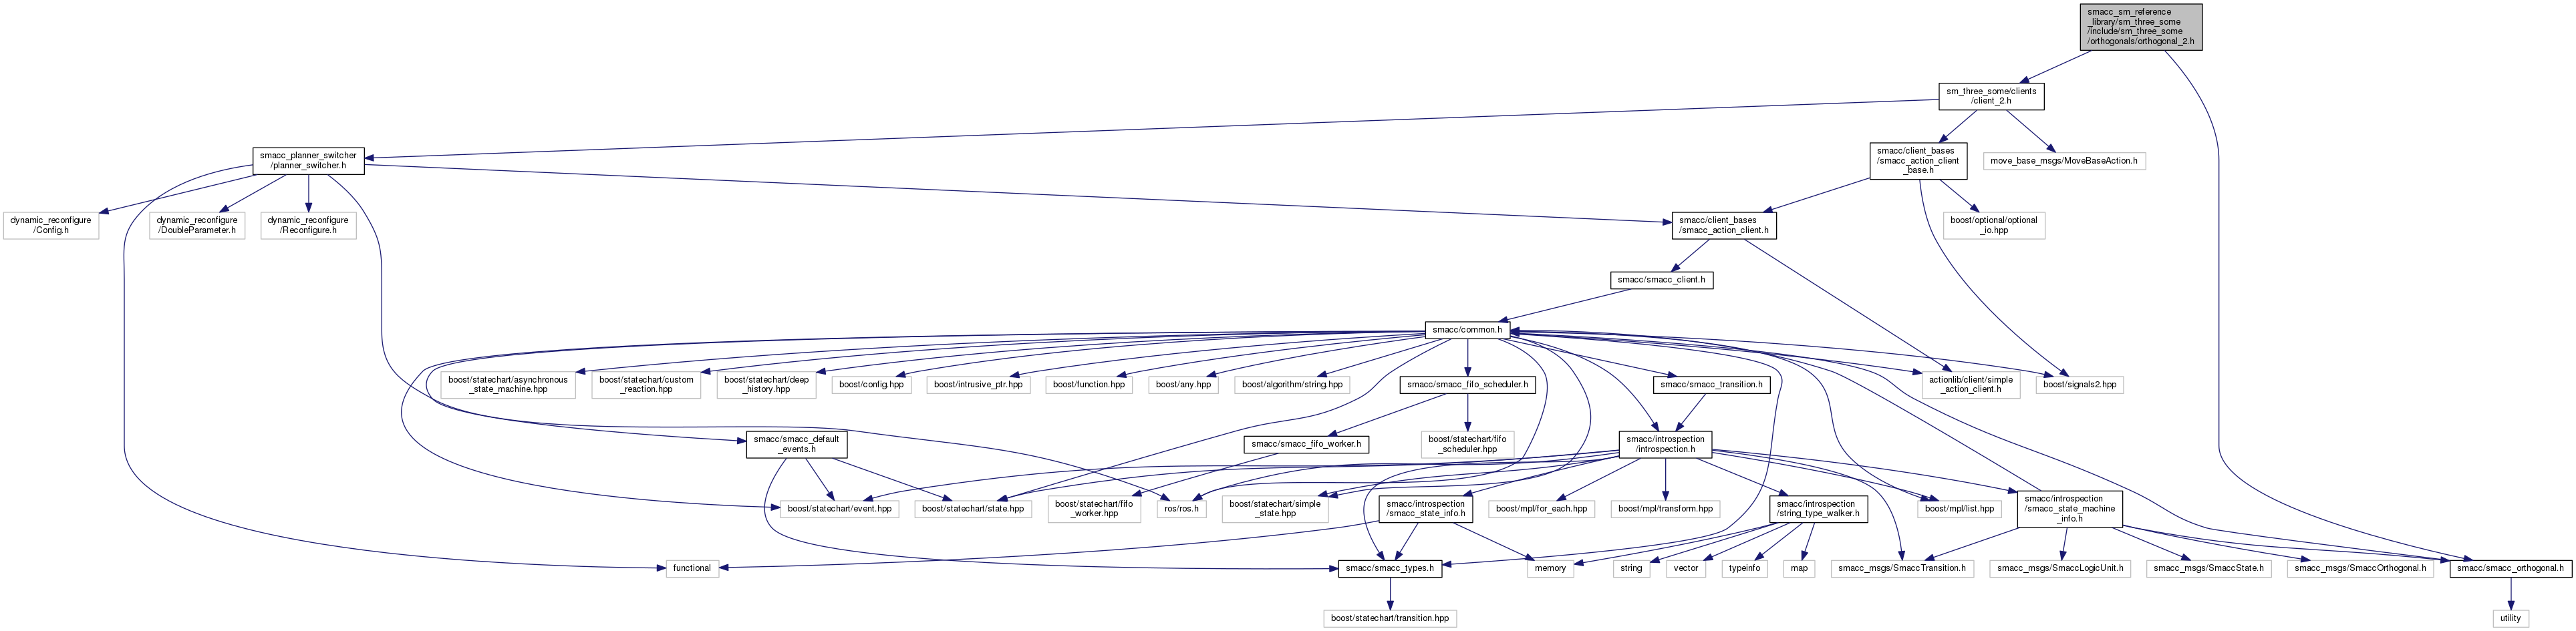 smacc_sm_reference
_library/sm_three_some
/include/sm_three_some
/orthogonals/orthogonal_2.h
sm_three_some/clients
/client_2.h
smacc_planner_switcher
/planner_switcher.h
smacc/client_bases
/smacc_action_client
_base.h
move_base_msgs/MoveBaseAction.h
dynamic_reconfigure
/Config.h
dynamic_reconfigure
/DoubleParameter.h
dynamic_reconfigure
/Reconfigure.h
smacc/client_bases
/smacc_action_client.h
boost/optional/optional
_io.hpp
smacc/smacc_client.h
smacc/common.h
boost/statechart/asynchronous
_state_machine.hpp
boost/statechart/custom
_reaction.hpp
boost/statechart/deep
_history.hpp
boost/config.hpp
boost/intrusive_ptr.hpp
boost/function.hpp
boost/any.hpp
boost/algorithm/string.hpp
smacc/smacc_fifo_scheduler.h
smacc/smacc_transition.h
actionlib/client/simple
_action_client.h
boost/signals2.hpp
smacc/smacc_default
_events.h
smacc/smacc_fifo_worker.h
boost/statechart/fifo
_scheduler.hpp
smacc/introspection
/introspection.h
boost/statechart/event.hpp
boost/statechart/state.hpp
boost/statechart/fifo
_worker.hpp
ros/ros.h
boost/statechart/simple
_state.hpp
smacc/introspection
/smacc_state_info.h
boost/mpl/for_each.hpp
boost/mpl/transform.hpp
smacc/introspection
/string_type_walker.h
boost/mpl/list.hpp
smacc/introspection
/smacc_state_machine
_info.h
functional
smacc/smacc_types.h
memory
string
vector
typeinfo
map
smacc_msgs/SmaccTransition.h
smacc_msgs/SmaccLogicUnit.h
smacc_msgs/SmaccState.h
smacc_msgs/SmaccOrthogonal.h
smacc/smacc_orthogonal.h
boost/statechart/transition.hpp
utility